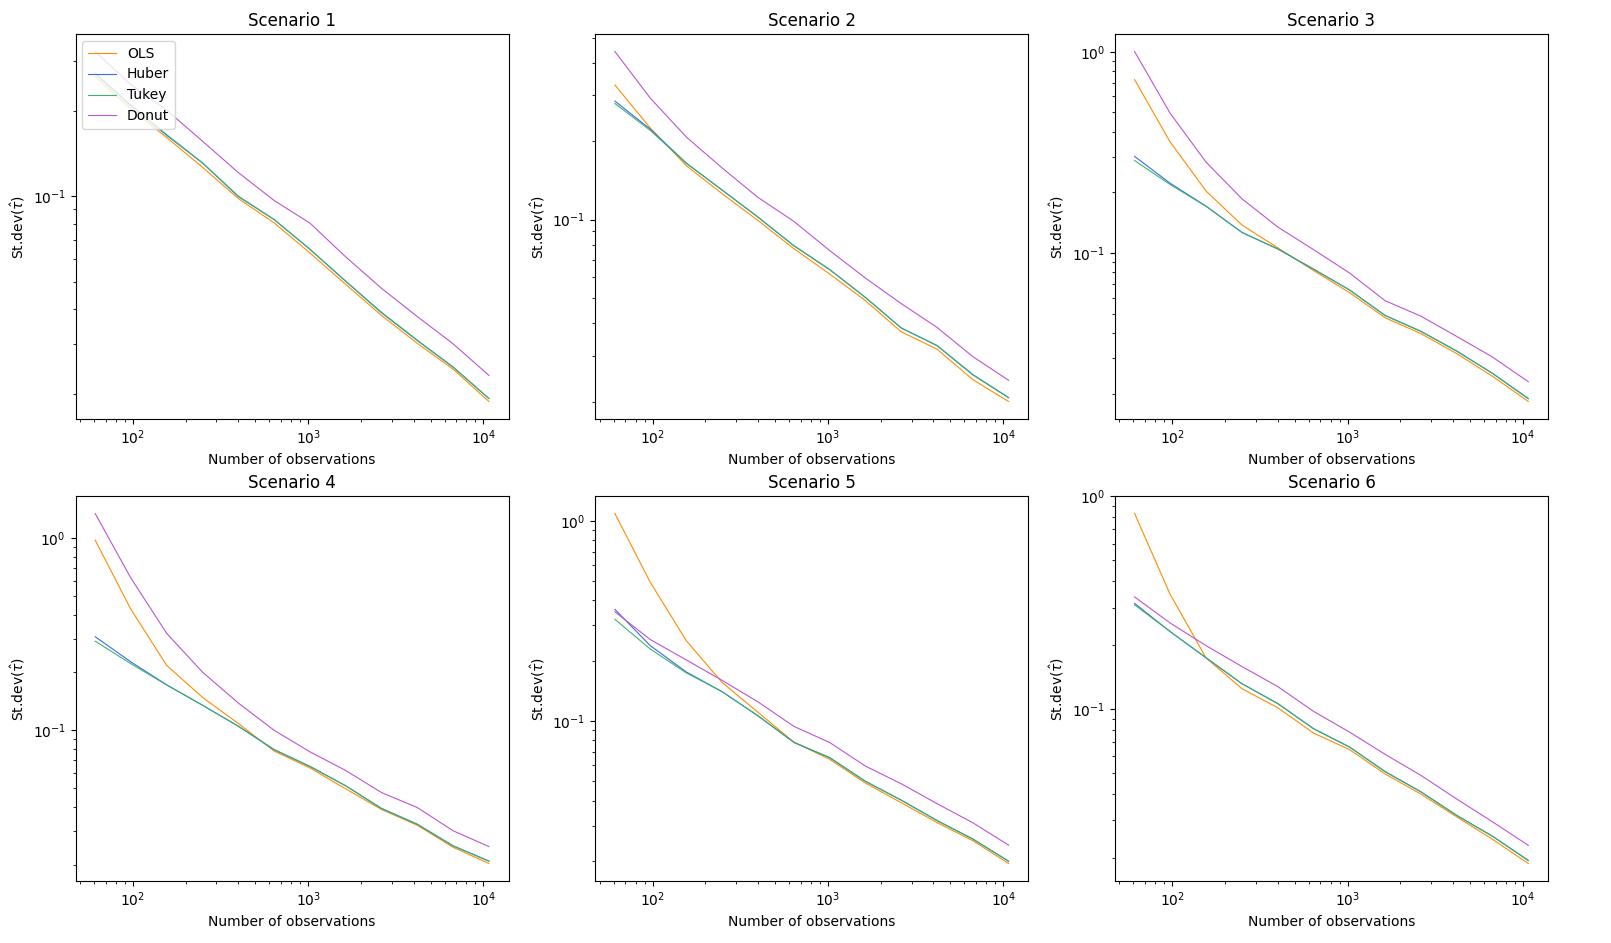 Scenario 1
OLS
Huber
Tukey
Donut
10⁻¹
St.dev(τ̂)
10² 10³ 10⁴
Number of observations
Scenario 2
10⁻¹
St.dev(τ̂)
10² 10³ 10⁴
Number of observations
Scenario 3
10⁰
10⁻¹
St.dev(τ̂)
10² 10³ 10⁴
Number of observations
Scenario 4
10⁰
10⁻¹
St.dev(τ̂)
10² 10³ 10⁴
Number of observations
Scenario 5
10⁰
10⁻¹
St.dev(τ̂)
10² 10³ 10⁴
Number of observations
Scenario 6
10⁰
10⁻¹
St.dev(τ̂)
10² 10³ 10⁴
Number of observations